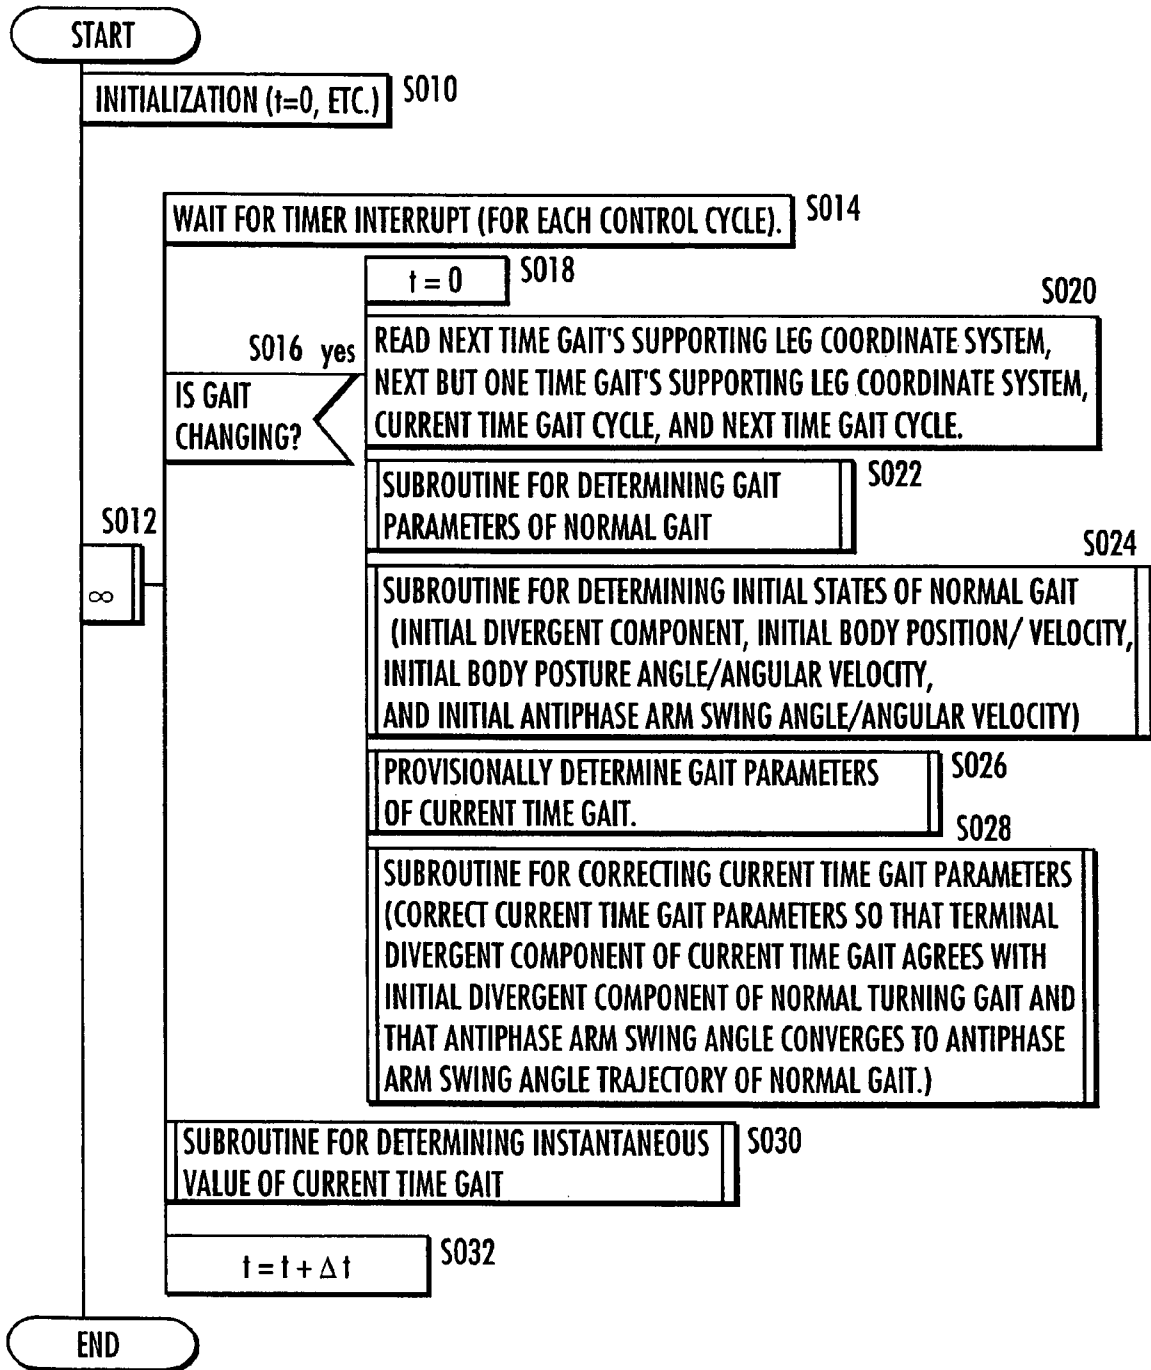 START
INITIALIZATION (t=0, ETC.)
S010
WAIT FOR TIMER INTERRUPT (FOR EACH CONTROL CYCLE).
S014
t = 0
S018
S020
S016 yes
READ NEXT TIME GAIT'S SUPPORTING LEG COORDINATE SYSTEM,
NEXT BUT ONE TIME GAIT'S SUPPORTING LEG COORDINATE SYSTEM,
CURRENT TIME GAIT CYCLE, AND NEXT TIME GAIT CYCLE.
IS GAIT
CHANGING?
SUBROUTINE FOR DETERMINING GAIT
PARAMETERS OF NORMAL GAIT
S022
S012
∞
S024
SUBROUTINE FOR DETERMINING INITIAL STATES OF NORMAL GAIT
(INITIAL DIVERGENT COMPONENT, INITIAL BODY POSITION/ VELOCITY,
INITIAL BODY POSTURE ANGLE/ANGULAR VELOCITY,
AND INITIAL ANTIPHASE ARM SWING ANGLE/ANGULAR VELOCITY)
PROVISIONALLY DETERMINE GAIT PARAMETERS
OF CURRENT TIME GAIT.
S026
S028
SUBROUTINE FOR CORRECTING CURRENT TIME GAIT PARAMETERS
(CORRECT CURRENT TIME GAIT PARAMETERS SO THAT TERMINAL
DIVERGENT COMPONENT OF CURRENT TIME GAIT AGREES WITH
INITIAL DIVERGENT COMPONENT OF NORMAL TURNING GAIT AND
THAT ANTIPHASE ARM SWING ANGLE CONVERGES TO ANTIPHASE
ARM SWING ANGLE TRAJECTORY OF NORMAL GAIT.)
SUBROUTINE FOR DETERMINING INSTANTANEOUS
VALUE OF CURRENT TIME GAIT
S030
t = t + Δ t
S032
END